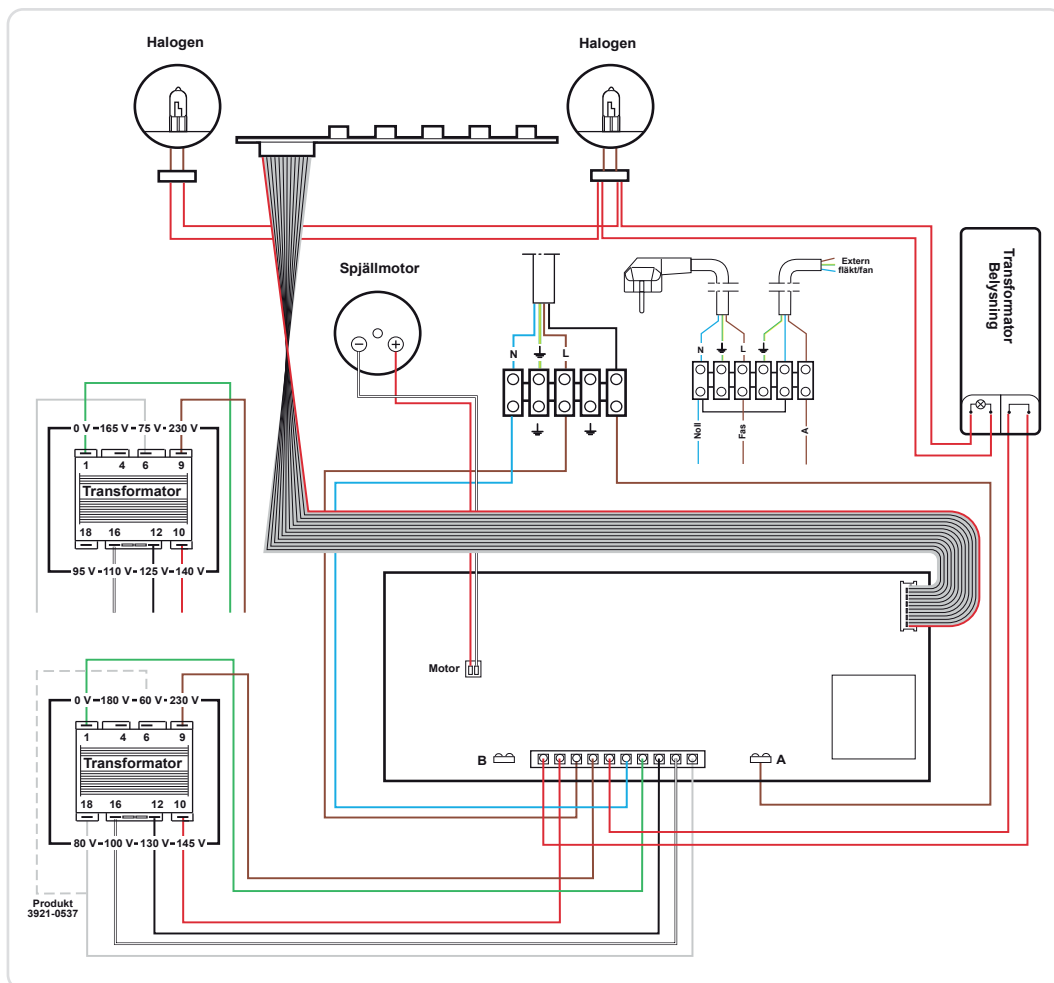 Halogen
Halogen
Spjällmotor
Extern
fläkt/fan
Transformator
Belysning
N
L
N
L
Noll
Fas
A
0 V 165 V 75 V 230 V
1 4 6 9
Transformator
18 16 12 10
95 V 110 V 125 V 140 V
Motor
0 V 180 V 60 V 230 V
1 4 6 9
Transformator
18 16 12 10
80 V 100 V 130 V 145 V
B
A
Produkt
3921-0537